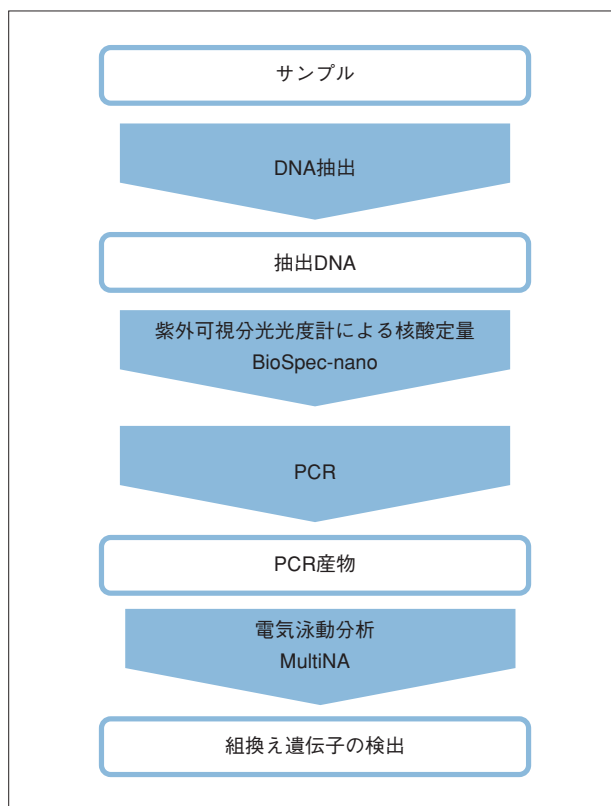 サンプル
DNA抽出
抽出DNA
紫外可視分光光度計による核酸定量
BioSpec-nano
PCR
PCR産物
電気泳動分析
MultiNA
組換え遺伝子の検出